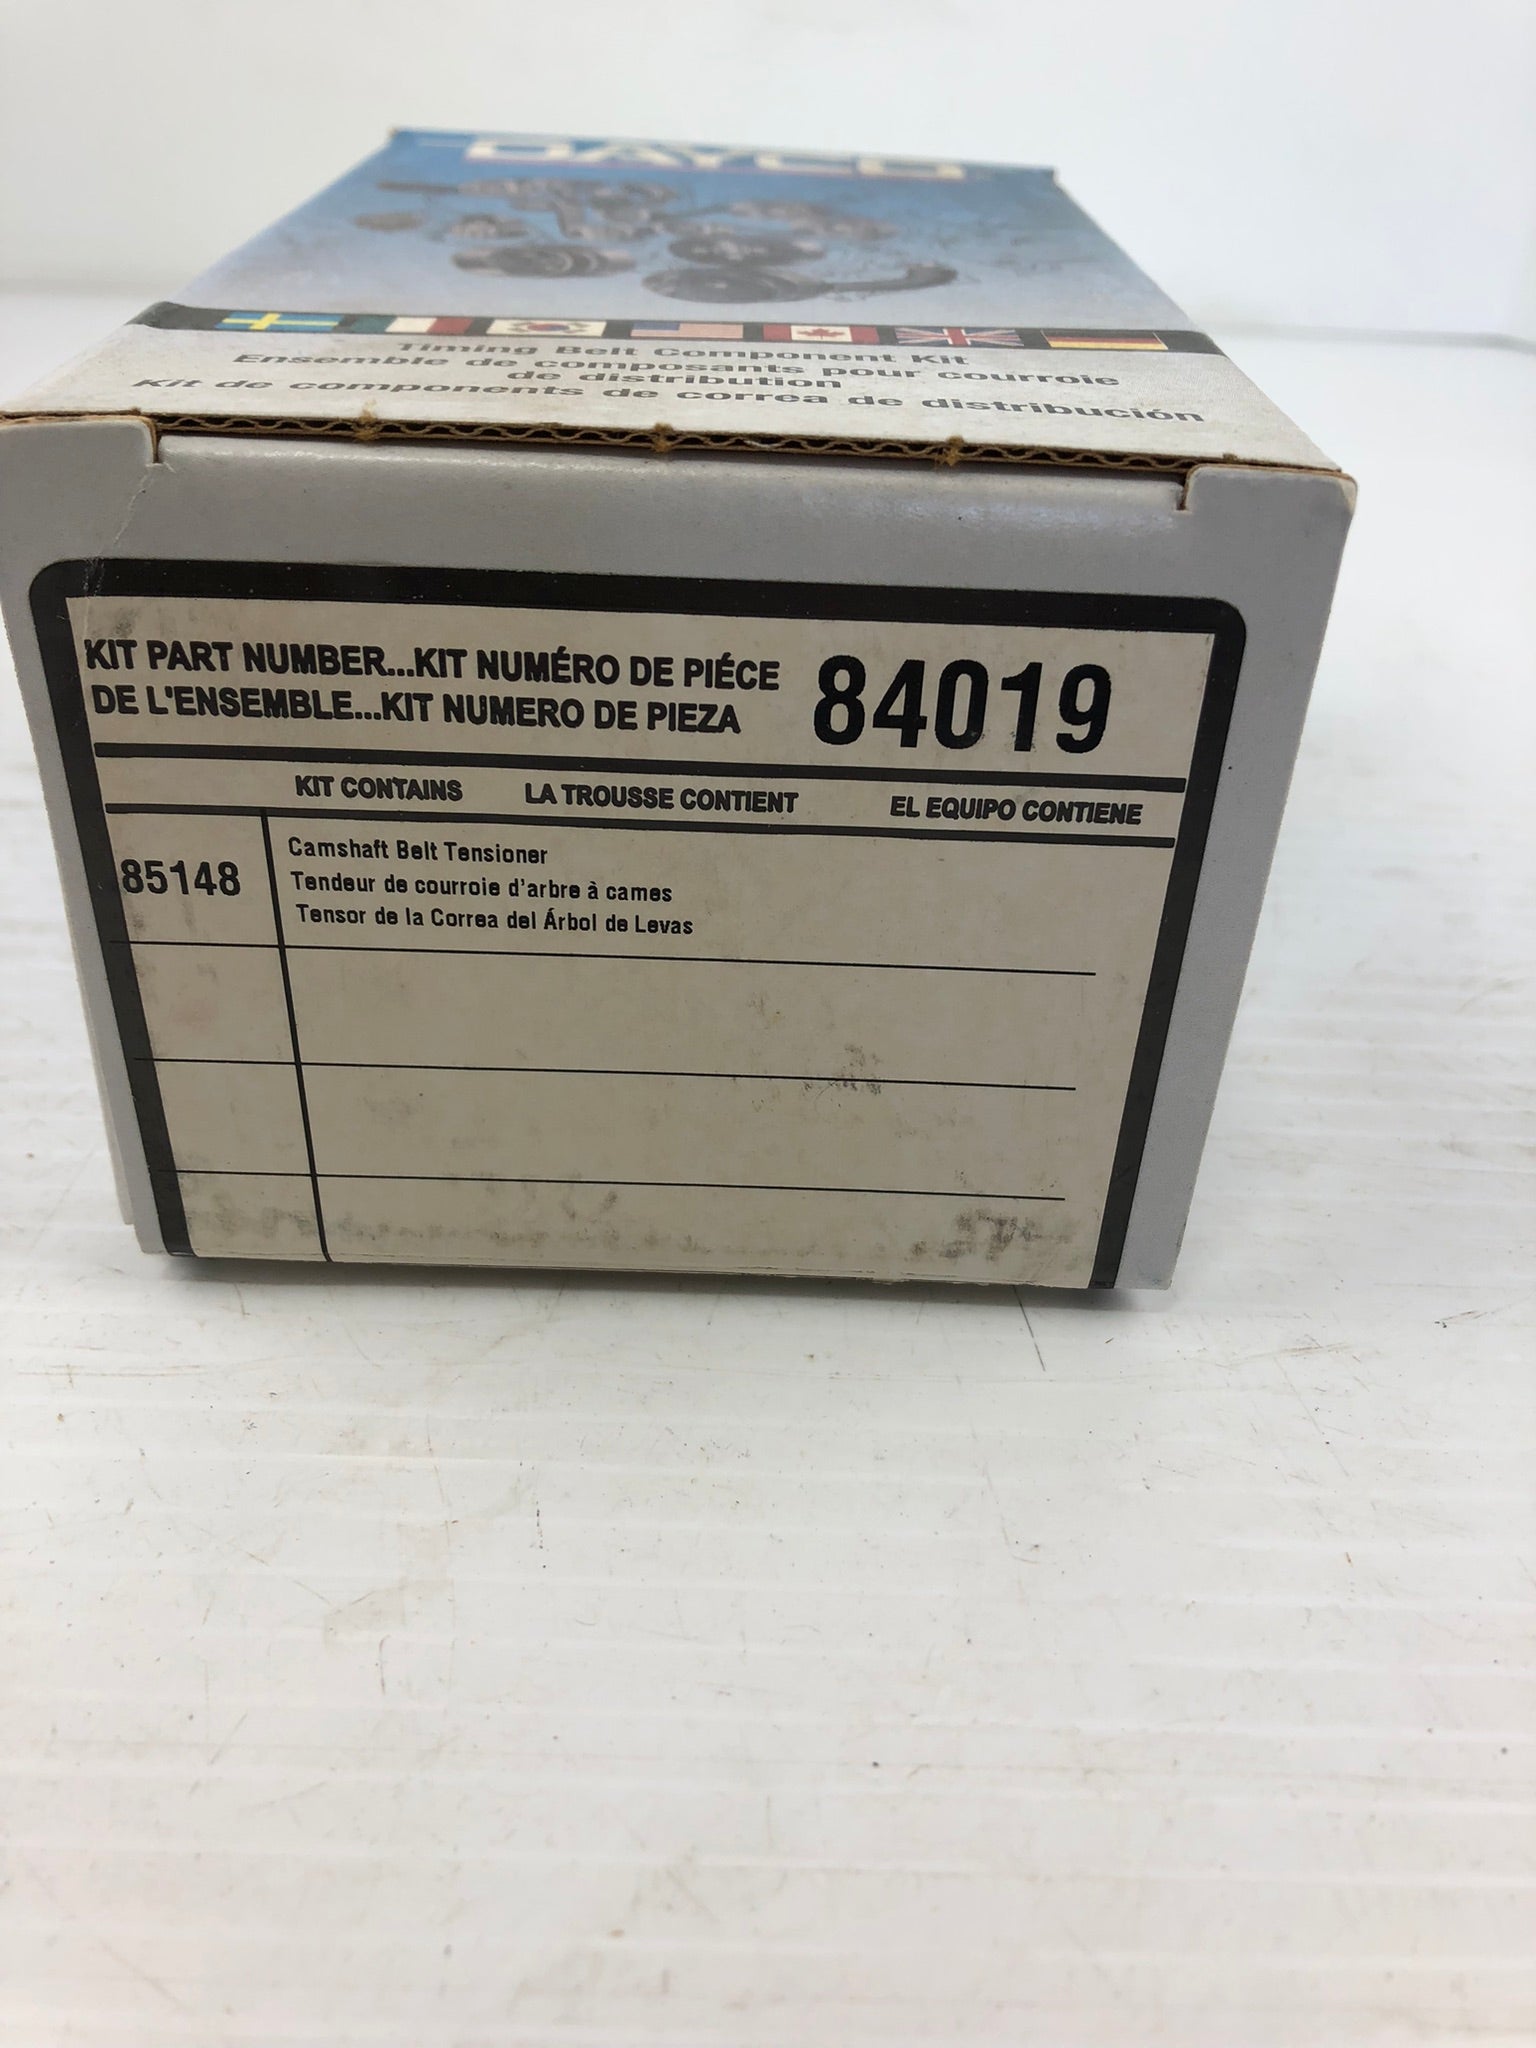 DAYCO
Timing Belt Component Kit
Ensemble de composants pour courroie
de distribution
Kit de componentes de correa de distribución
KIT PART NUMBER...KIT NUMÉRO DE PIÉCE
DE L'ENSEMBLE...KIT NUMERO DE PIEZA
84019
KIT CONTAINS LA TROUSSE CONTIENT EL EQUIPO CONTIENE
85148
Camshaft Belt Tensioner
Tendeur de courroie d'arbre à cames
Tensor de la Correa del Árbol de Levas